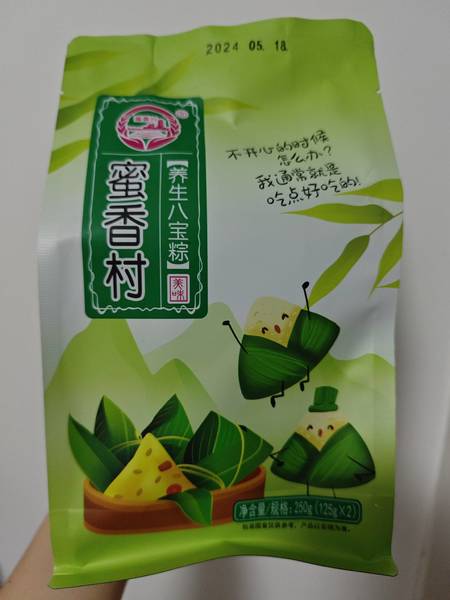 2024 05. 18
蜜香村
【养生八宝粽】
美味
不开心的时候
怎么办?
我通常就是
吃点好吃的!
净含量/规格: 250g (125g×2)